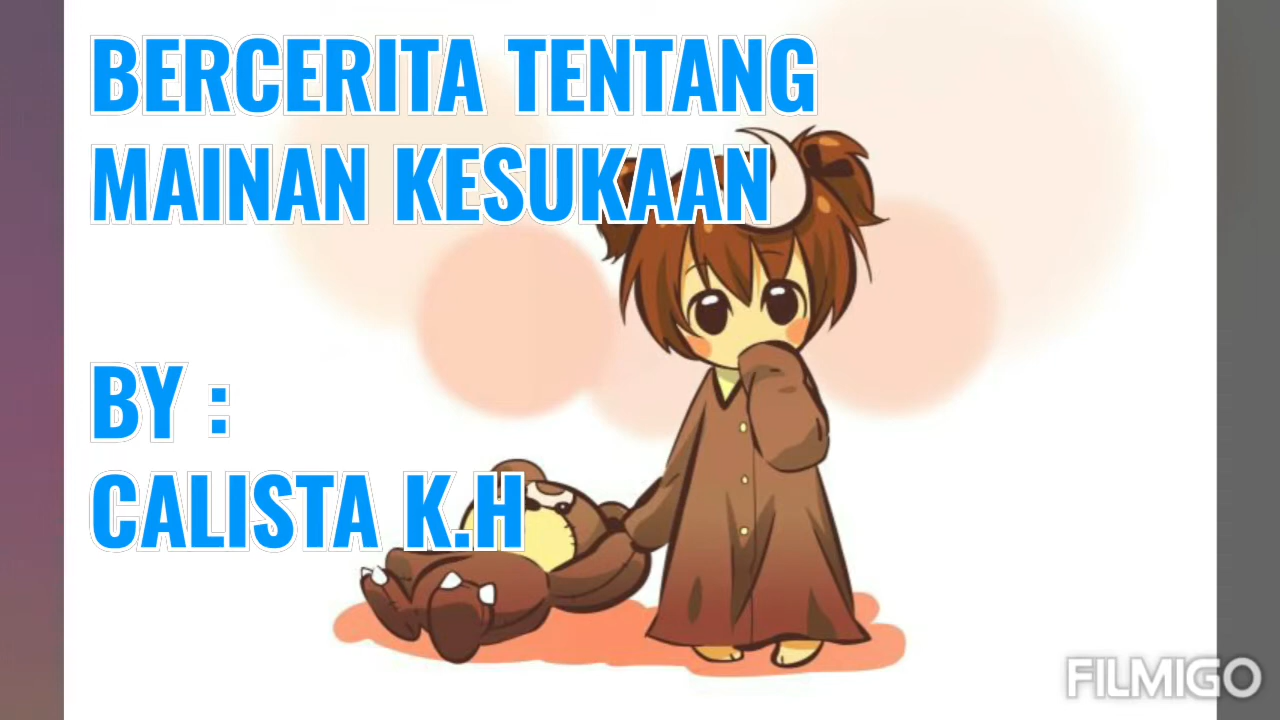 BERCERITA TENTANG
MAINAN KESUKAAN
BY :
CALISTA K.H
FILMIGO